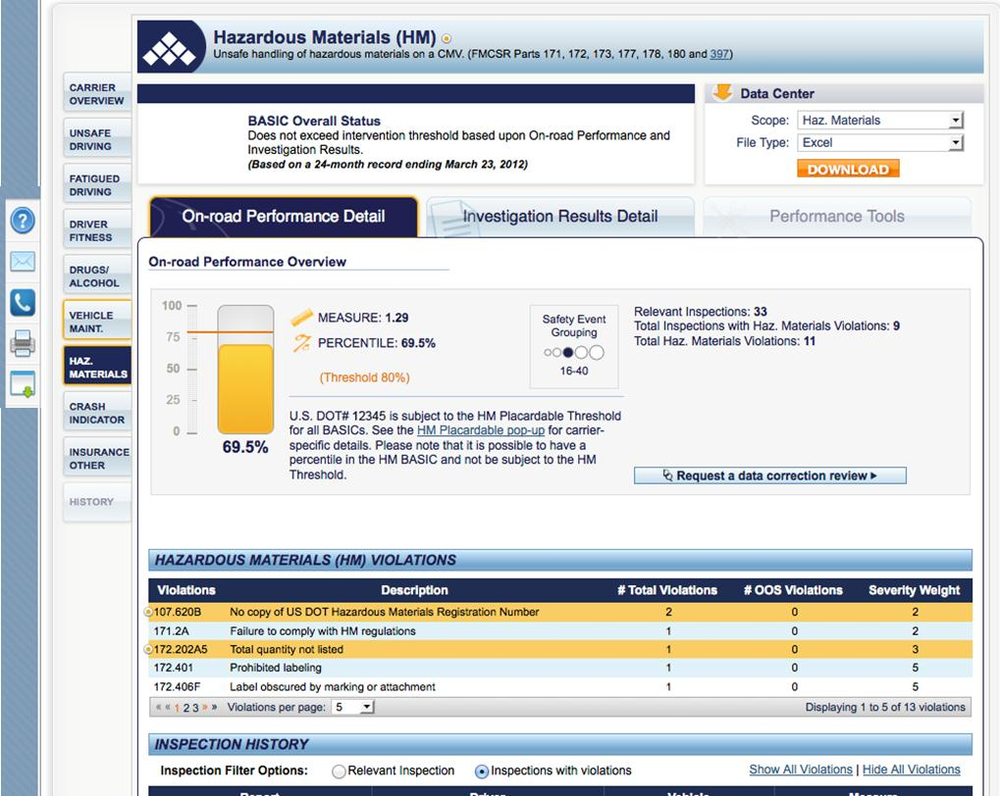 Hazardous Materials (HM)
Unsafe handling of hazardous materials on a CMV. (FMCSR Parts 171, 172, 173, 177, 178, 180 and 397)
CARRIER
OVERVIEW
UNSAFE
DRIVING
FATIGUED
DRIVING
DRIVER
FITNESS
DRUGS/
ALCOHOL
VEHICLE
MAINT.
HAZ.
MATERIALS
CRASH
INDICATOR
INSURANCE
OTHER
HISTORY
BASIC Overall Status
Does not exceed intervention threshold based upon On-road Performance and
Investigation Results.
(Based on a 24-month record ending March 23, 2012)
Data Center
Scope: Haz. Materials
File Type: Excel
DOWNLOAD
On-road Performance Detail
Investigation Results Detail
Performance Tools
On-road Performance Overview
100
75
50
25
0
69.5%
MEASURE: 1.29
PERCENTILE: 69.5%
(Threshold 80%)
Safety Event
Grouping
16-40
U.S. DOT# 12345 is subject to the HM Placardable Threshold
for all BASICs. See the HM Placardable pop-up for carrier-
specific details. Please note that it is possible to have a
percentile in the HM BASIC and not be subject to the HM
Threshold.
Relevant Inspections: 33
Total Inspections with Haz. Materials Violations: 9
Total Haz. Materials Violations: 11
Request a data correction review
HAZARDOUS MATERIALS (HM) VIOLATIONS
Violations Description # Total Violations # OOS Violations Severity Weight
107.620B No copy of US DOT Hazardous Materials Registration Number 2 0 2
171.2A Failure to comply with HM regulations 1 0 2
172.202A5 Total quantity not listed 1 0 3
172.401 Prohibited labeling 1 0 5
172.406F Label obscured by marking or attachment 1 0 5
« « 1 2 3 » » Violations per page: 5 Displaying 1 to 5 of 13 violations
INSPECTION HISTORY
Inspection Filter Options: Relevant Inspection Inspections with violations Show All Violations | Hide All Violations
Report Driver Vehicle Measure